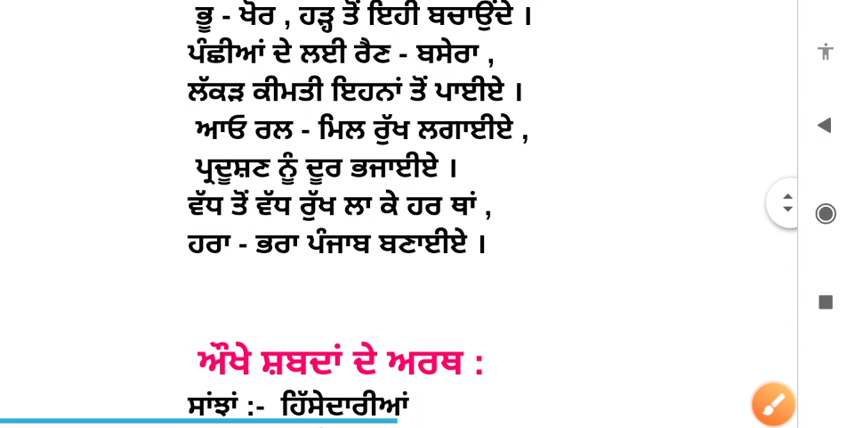 ਭੂ - ਖੋਰ , ਹੜ੍ਹ ਤੋਂ ਇਹੀ ਬਚਾਉਂਦੇ ।
ਪੰਛੀਆਂ ਦੇ ਲਈ ਰੈਣ - ਬਸੇਰਾ ,
ਲੱਕੜ ਕੀਮਤੀ ਇਹਨਾਂ ਤੋਂ ਪਾਈਏ ।
ਆਓ ਰਲ - ਮਿਲ ਰੁੱਖ ਲਗਾਈਏ ,
ਪ੍ਰਦੂਸ਼ਣ ਨੂੰ ਦੂਰ ਭਜਾਈਏ ।
ਵੱਧ ਤੋਂ ਵੱਧ ਰੁੱਖ ਲਾ ਕੇ ਹਰ ਥਾਂ ,
ਹਰਾ - ਭਰਾ ਪੰਜਾਬ ਬਣਾਈਏ ।
ਔਖੇ ਸ਼ਬਦਾਂ ਦੇ ਅਰਥ :
ਸਾਂਝਾਂ :- ਹਿੱਸੇਦਾਰੀਆਂ